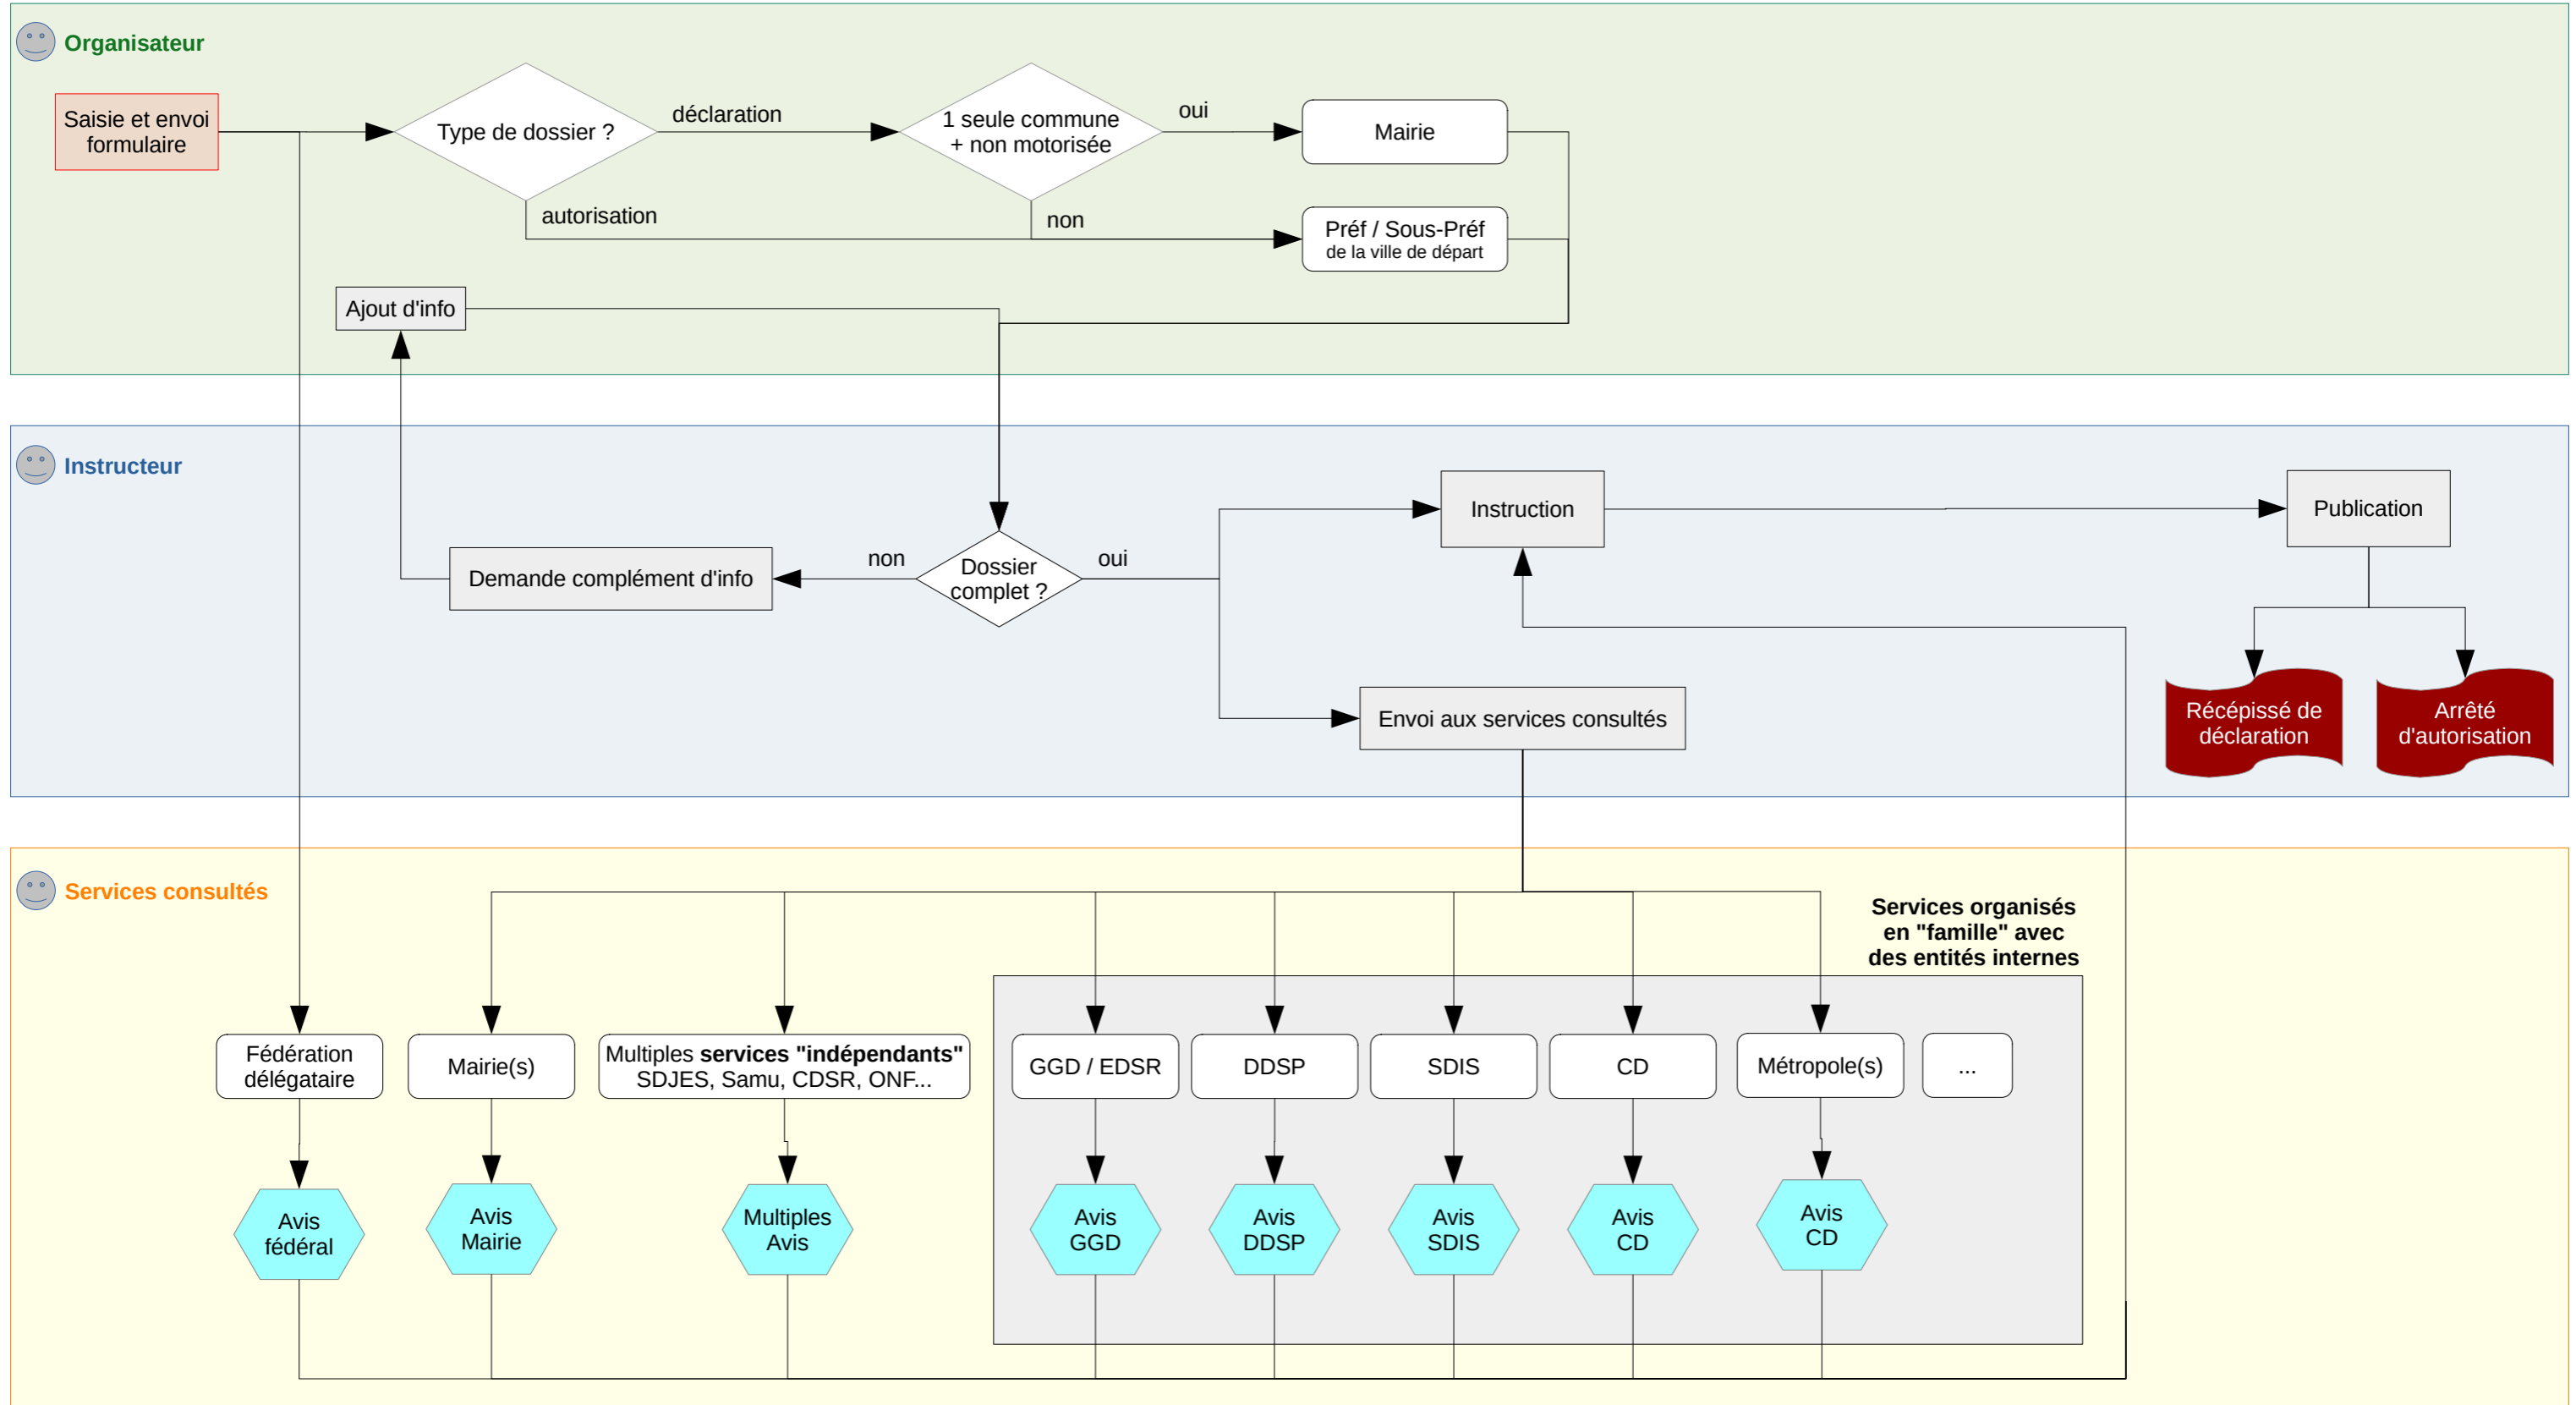 Organisateur
Saisie et envoi
formulaire
Type de dossier ?
déclaration
1 seule commune
+ non motorisée
oui
Mairie
autorisation
non
Préf / Sous-Préf
de la ville de départ
Ajout d'info
Instructeur
Instruction
Publication
Demande complément d'info
non
Dossier
complet ?
oui
Envoi aux services consultés
Récépissé de
déclaration
Arrêté
d'autorisation
Services consultés
Services organisés
en "famille" avec
des entités internes
Fédération
délégataire
Mairie(s)
Multiples services "indépendants"
SDJES, Samu, CDSR, ONF...
GGD / EDSR
DDSP
SDIS
CD
Métropole(s)
...
Avis
fédéral
Avis
Mairie
Multiples
Avis
Avis
GGD
Avis
DDSP
Avis
SDIS
Avis
CD
Avis
CD